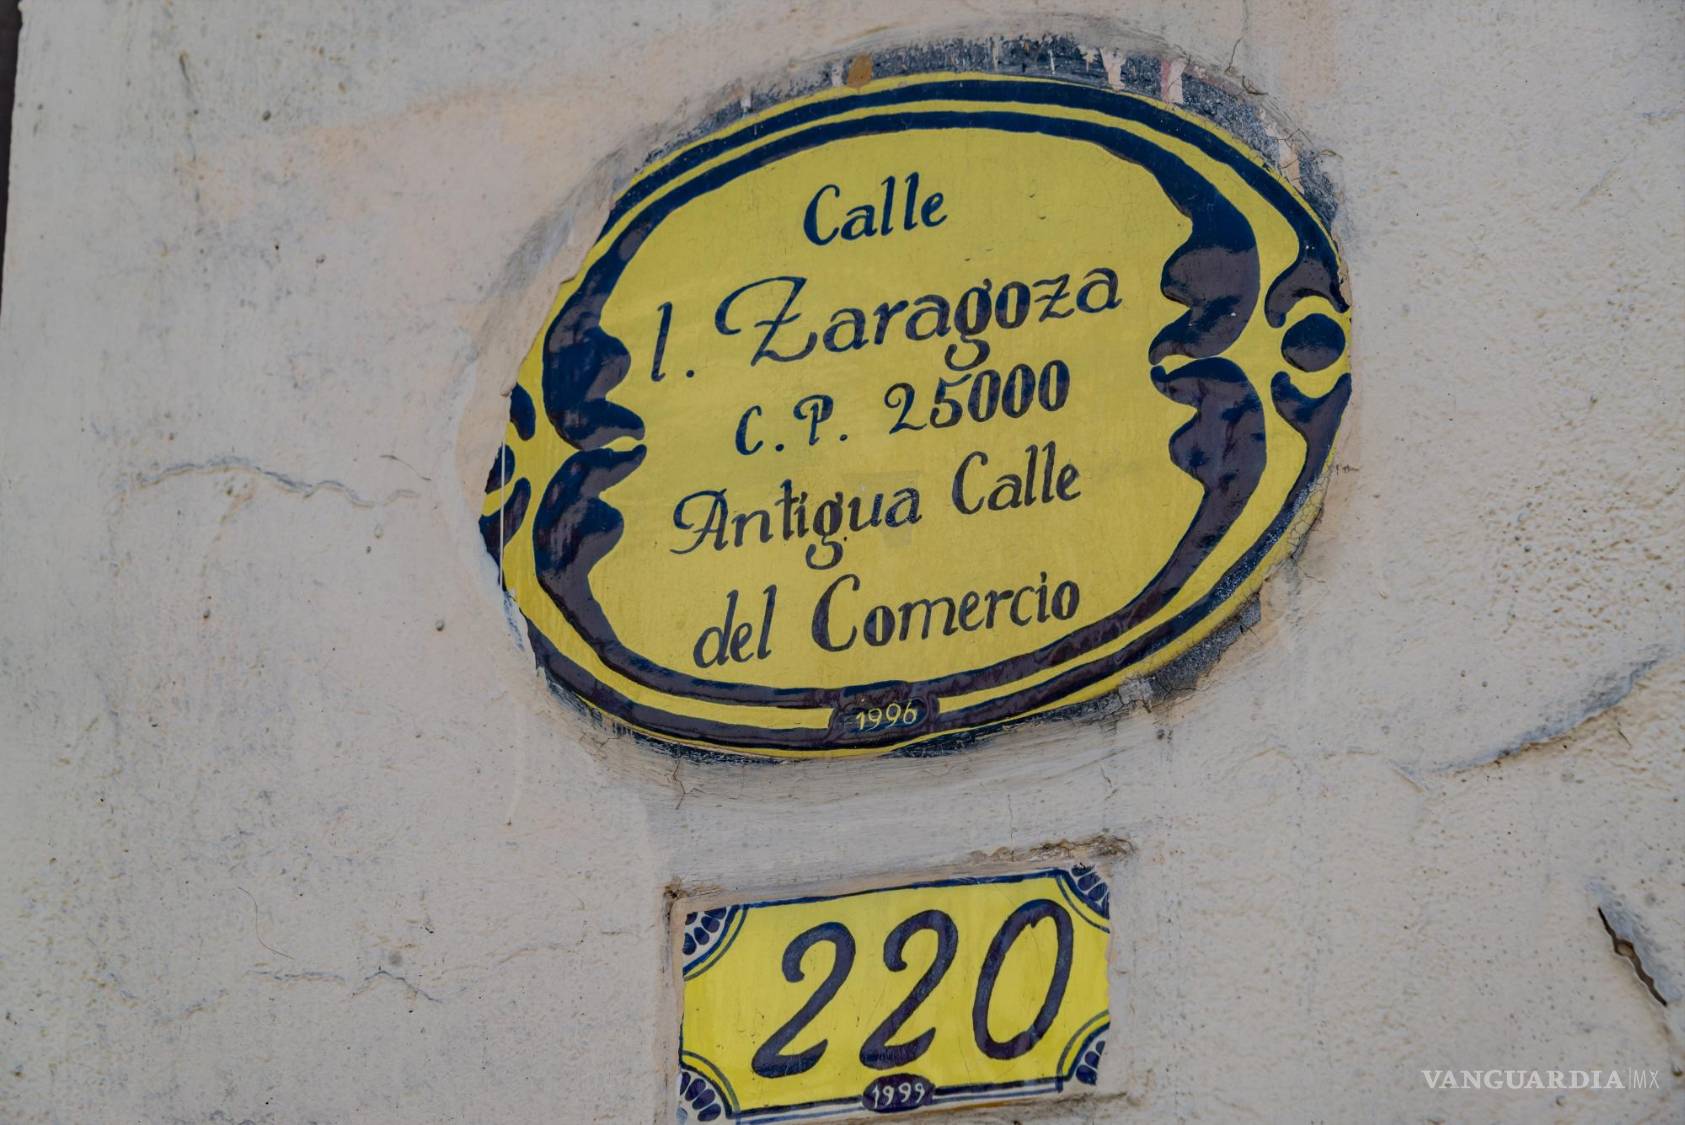 Calle
I. Zaragoza
C.P. 25000
Antigua Calle
del Comercio
1996
220
1999
VANGUARDIA|MX